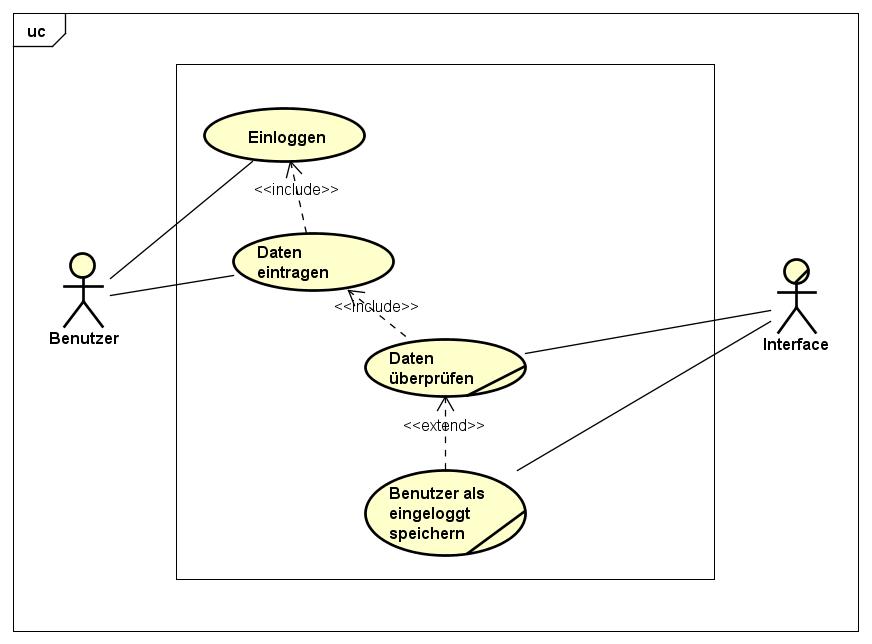 uc
Einloggen
<<include>>
Daten
eintragen
<<include>>
Benutzer
Interface
Daten
überprüfen
<<extend>>
Benutzer als
eingeloggt
speichern